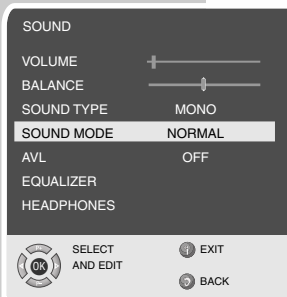 SOUND
VOLUME
BALANCE
SOUND TYPE MONO
SOUND MODE NORMAL
AVL OFF
EQUALIZER
HEADPHONES
OK SELECT AND EDIT
i EXIT
BACK